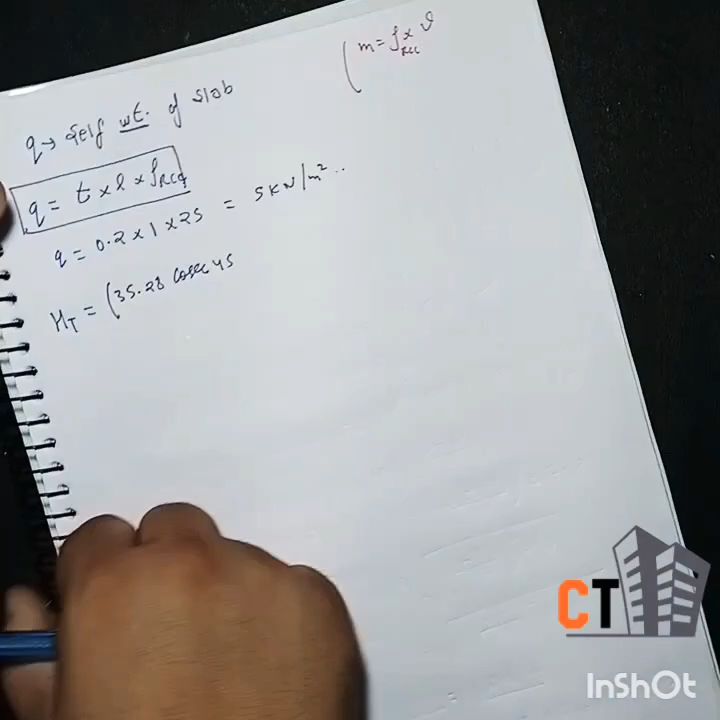 (m = ρRCC x ϑ
q → self wt. of slab
q = t x l x ρRCC
q = 0.2 x 1 x 25 = 5 KN/m² ..
MT = (35.28 cosec 45
CT
InShOt